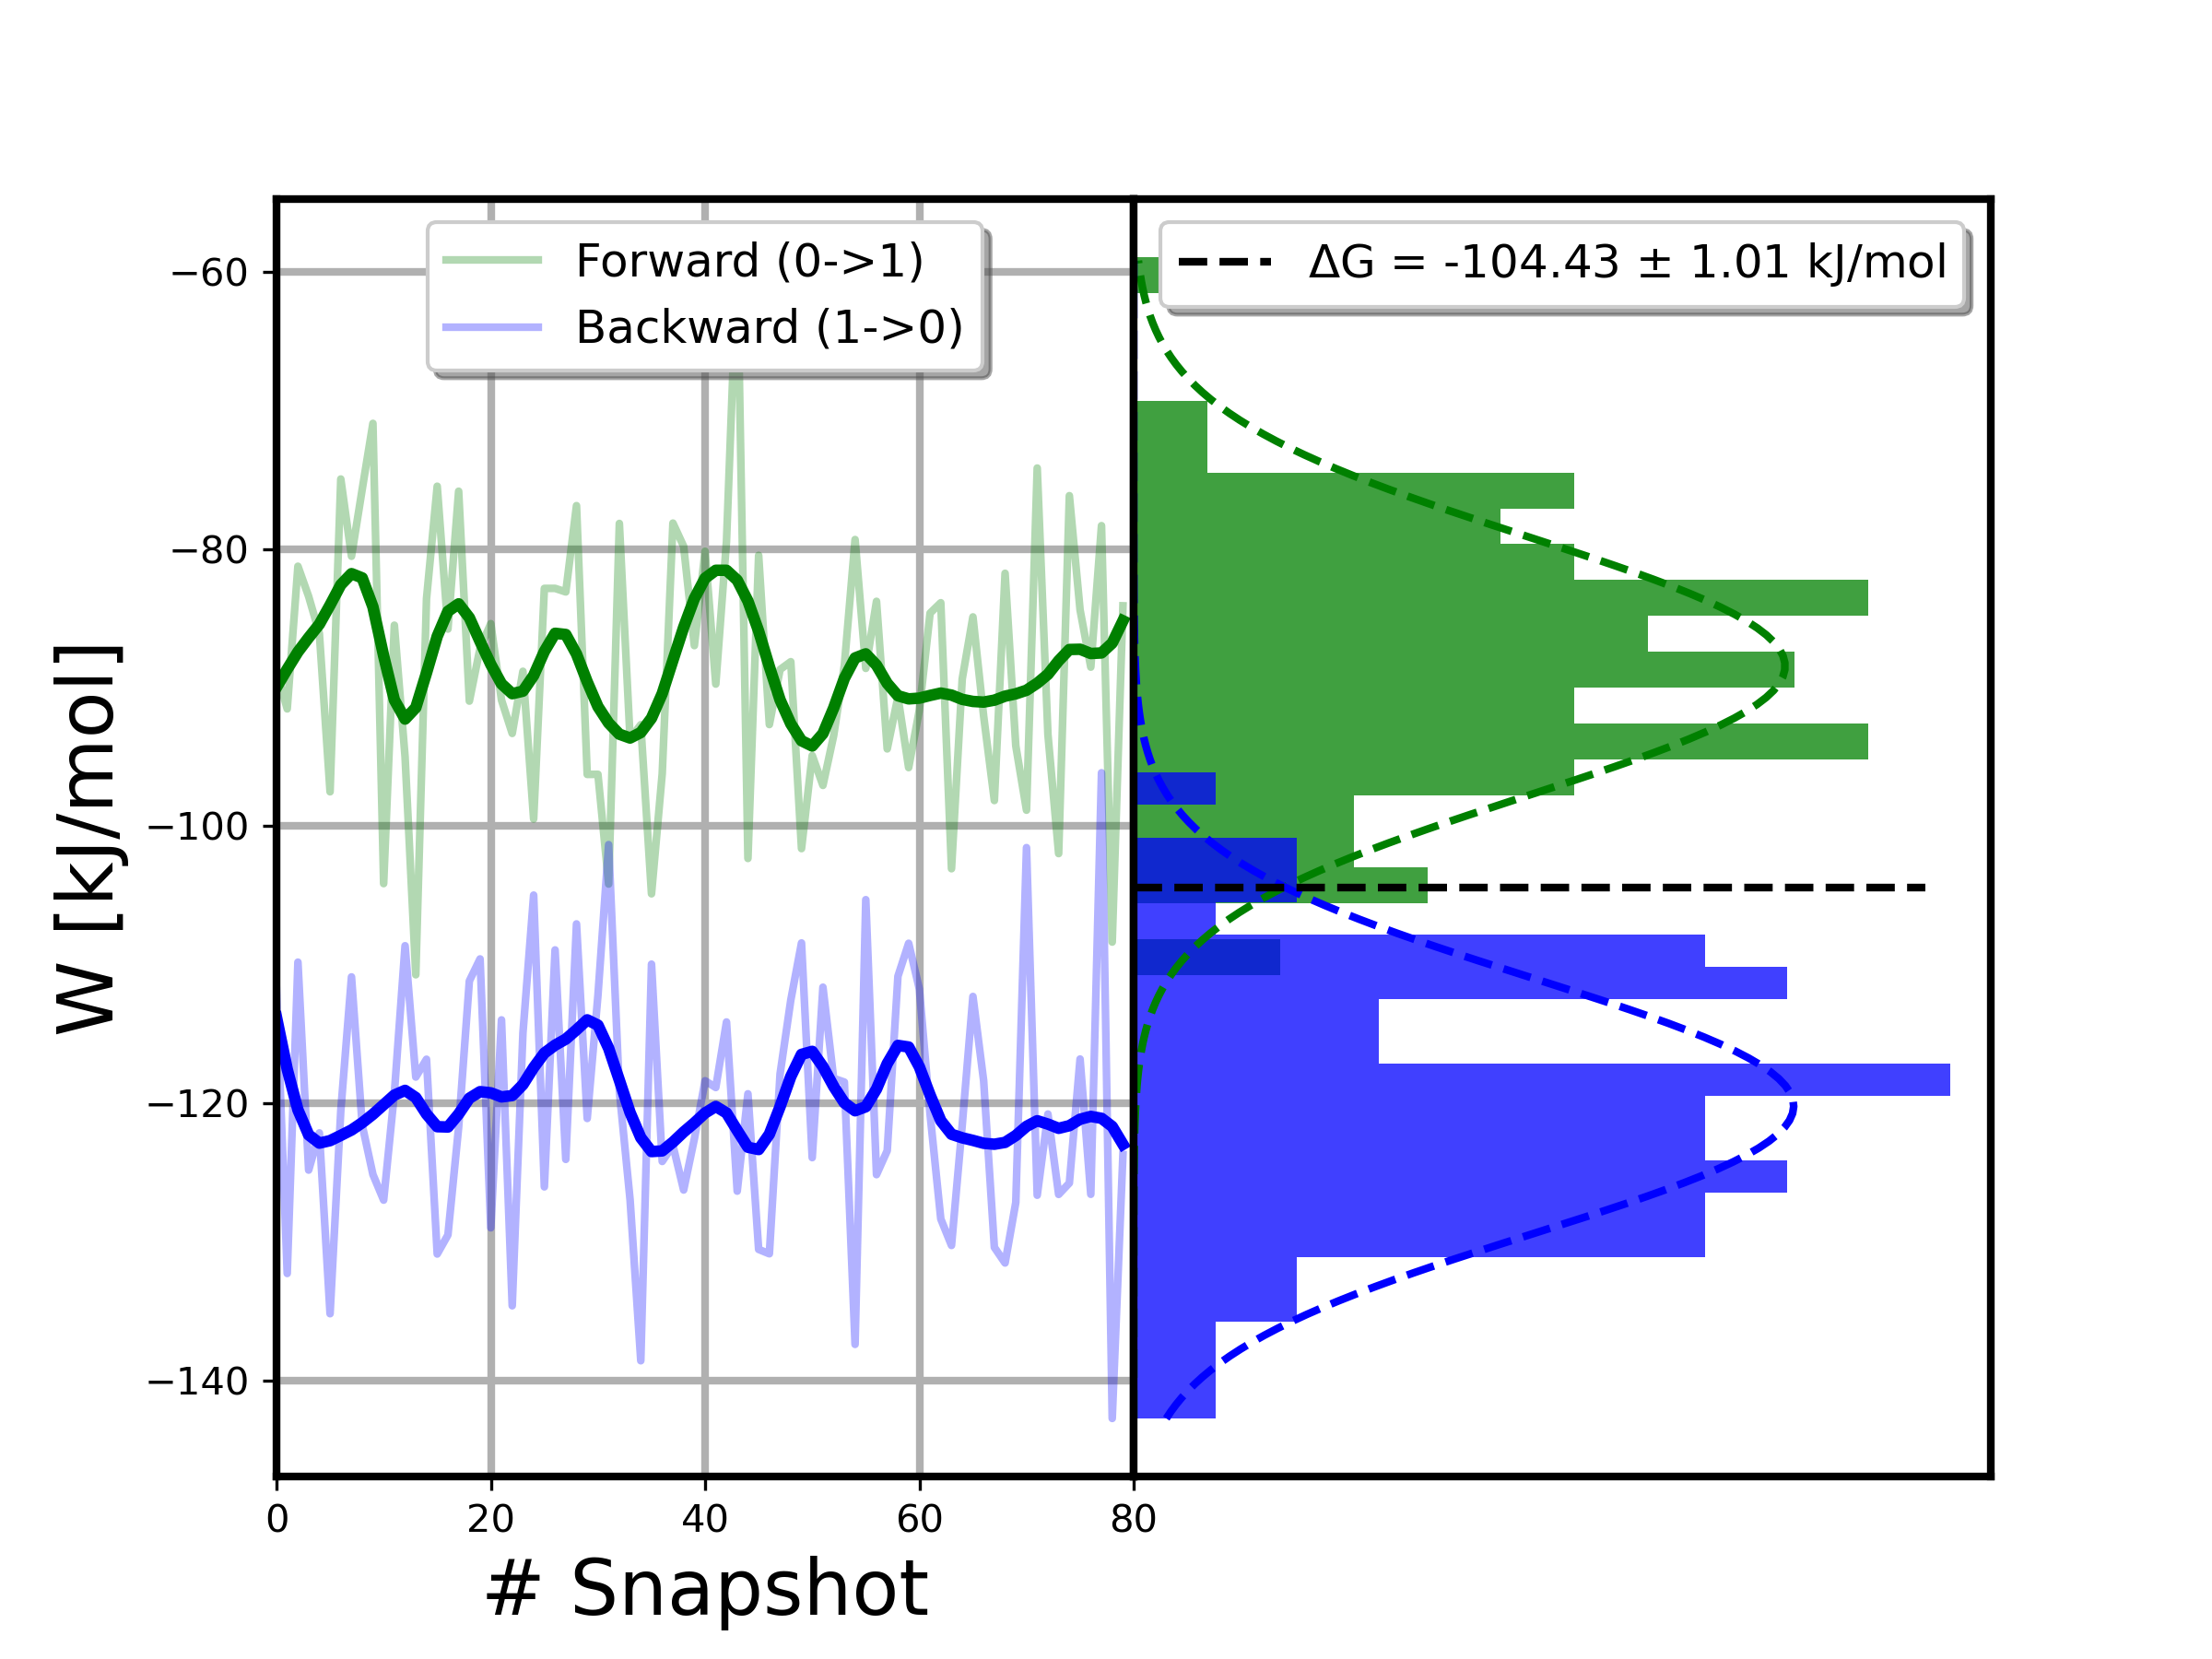 Forward (0->1)
Backward (1->0)
ΔG = -104.43 ± 1.01 kJ/mol
W [kJ/mol]
−60
−80
−100
−120
−140
0 20 40 60 80
# Snapshot